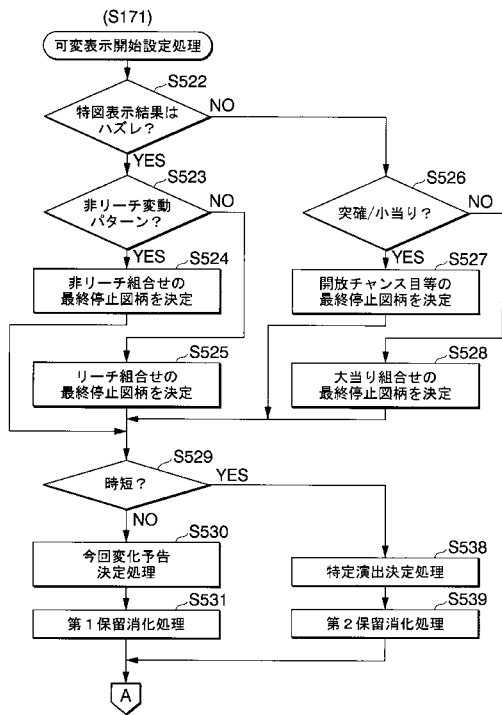 (S171)
可変表示開始設定処理
S522
特図表示結果は
ハズレ？
NO
YES
S523
非リーチ変動
パターン？
NO
YES
S524
非リーチ組合せの
最終停止図柄を決定
S525
リーチ組合せの
最終停止図柄を決定
S526
突確/小当り？
NO
YES
S527
開放チャンス目等の
最終停止図柄を決定
S528
大当り組合せの
最終停止図柄を決定
S529
時短？
YES
NO
S530
今回変化予告
決定処理
S531
第1保留消化処理
S538
特定演出決定処理
S539
第2保留消化処理
A